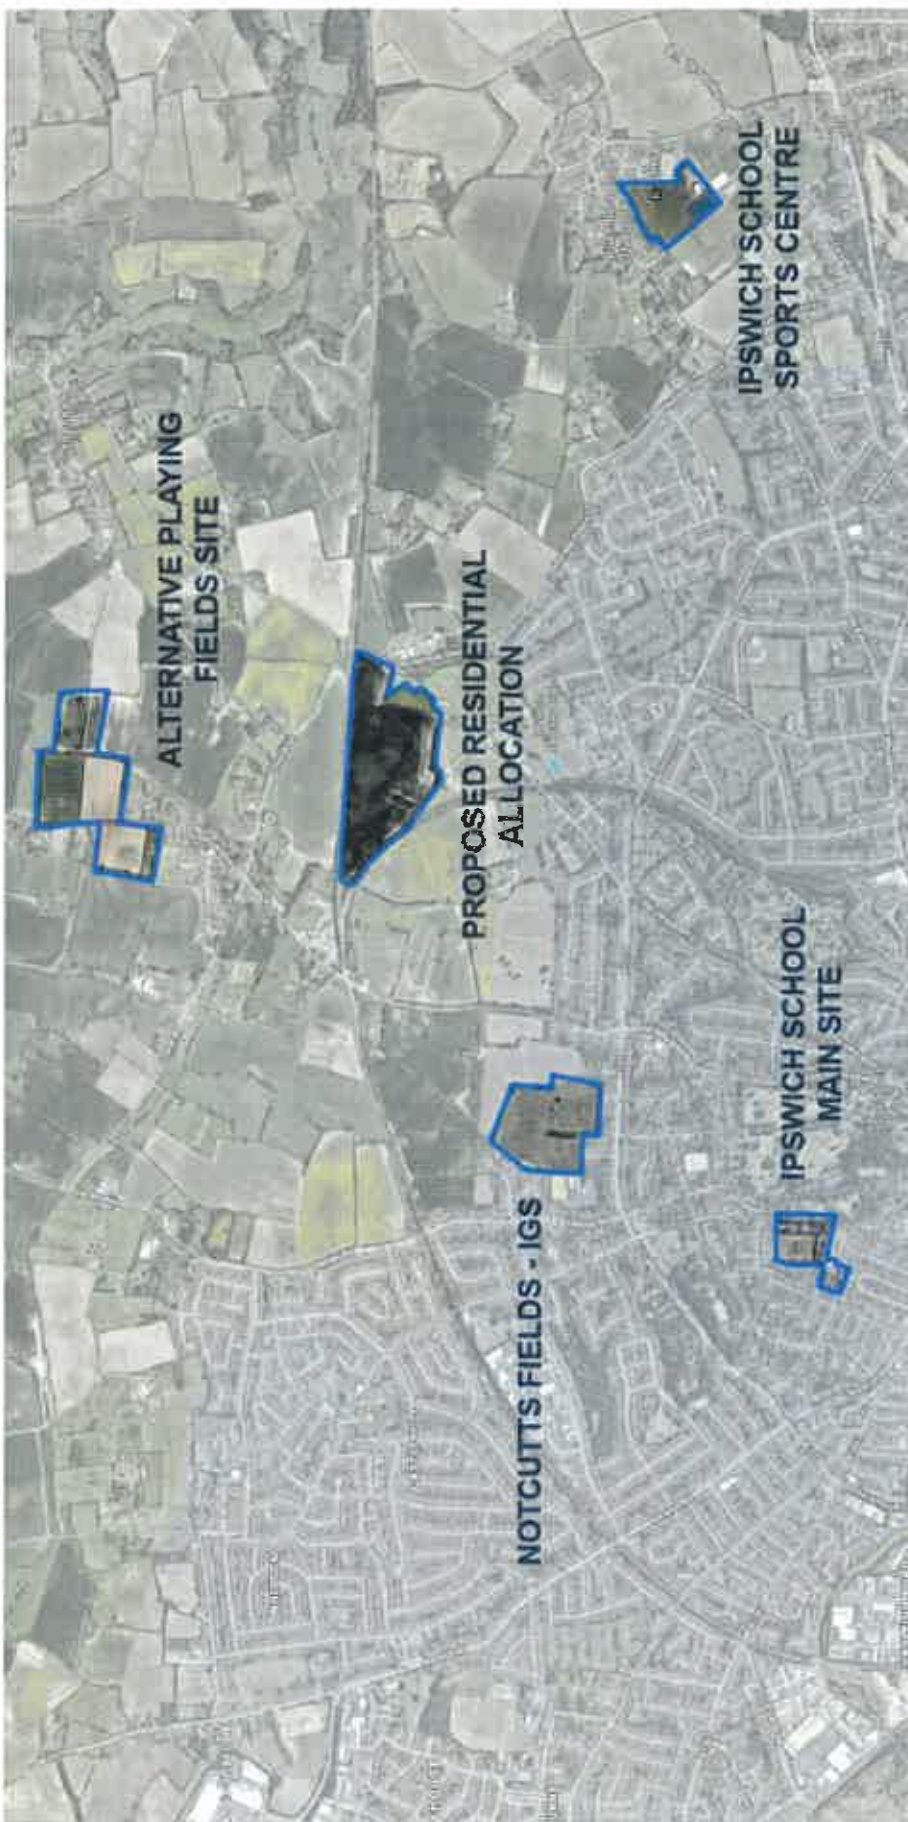 ALTERNATIVE PLAYING
FIELDS SITE
PROPOSED RESIDENTIAL
ALLOCATION
NOTCUTTS FIELDS - IGS
IPSWICH SCHOOL
MAIN SITE
IPSWICH SCHOOL
SPORTS CENTRE